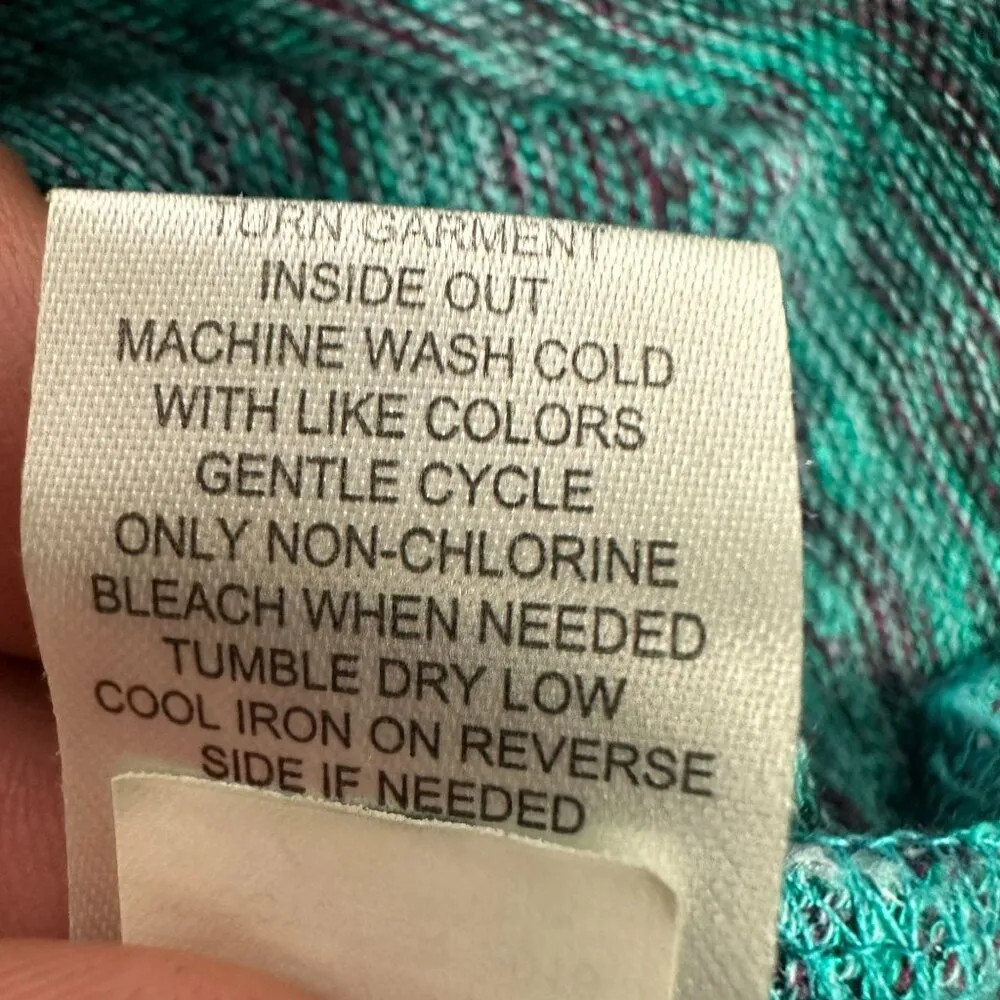 TURN GARMENT
INSIDE OUT
MACHINE WASH COLD
WITH LIKE COLORS
GENTLE CYCLE
ONLY NON-CHLORINE
BLEACH WHEN NEEDED
TUMBLE DRY LOW
COOL IRON ON REVERSE
SIDE IF NEEDED